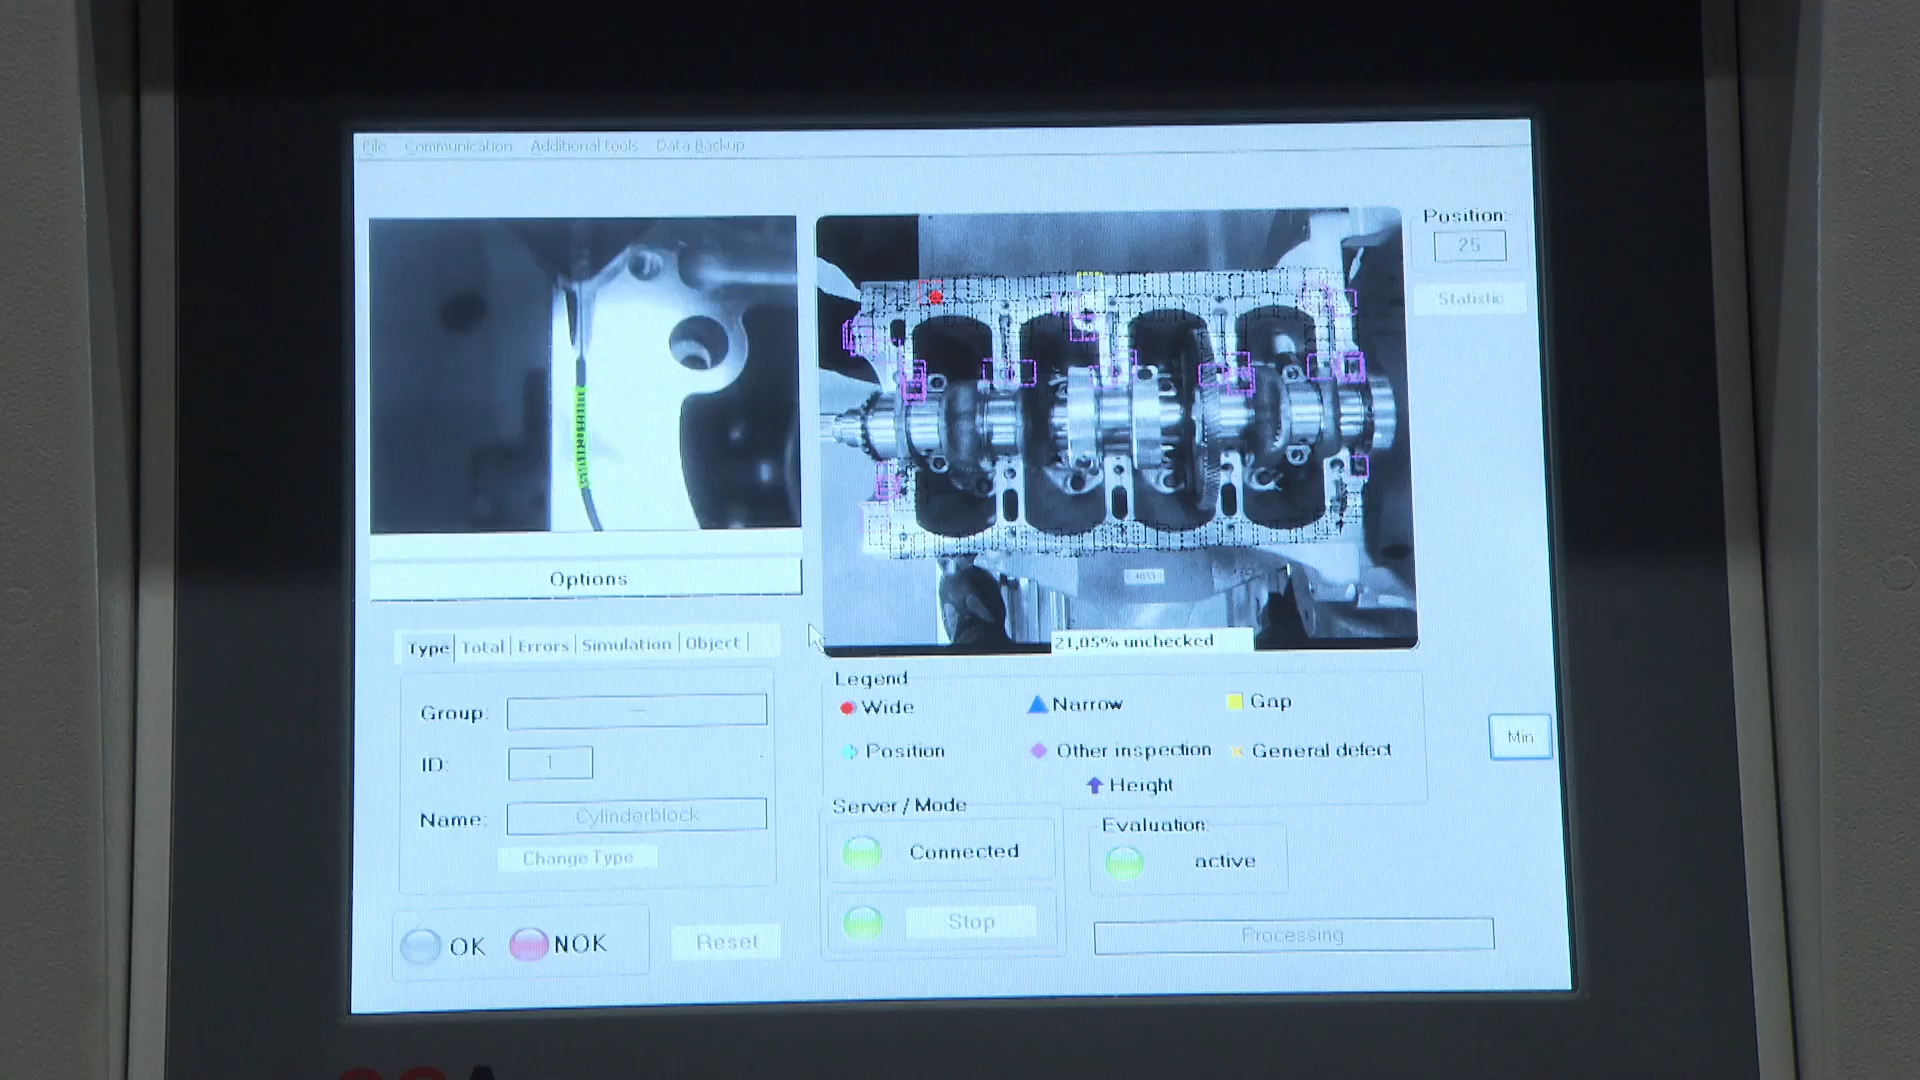 File Communication Additional tools Data Backup
Position:
25
Statistic
Options
21,05% unchecked
Type Total Errors Simulation Object
Legend
Wide Narrow Gap
Position Other inspection General defect
Height
Min
Group:
ID: 1
Name: Cylinderblock
Change Type
Server / Mode
Connected
Stop
Evaluation:
active
Processing
OK NOK Reset